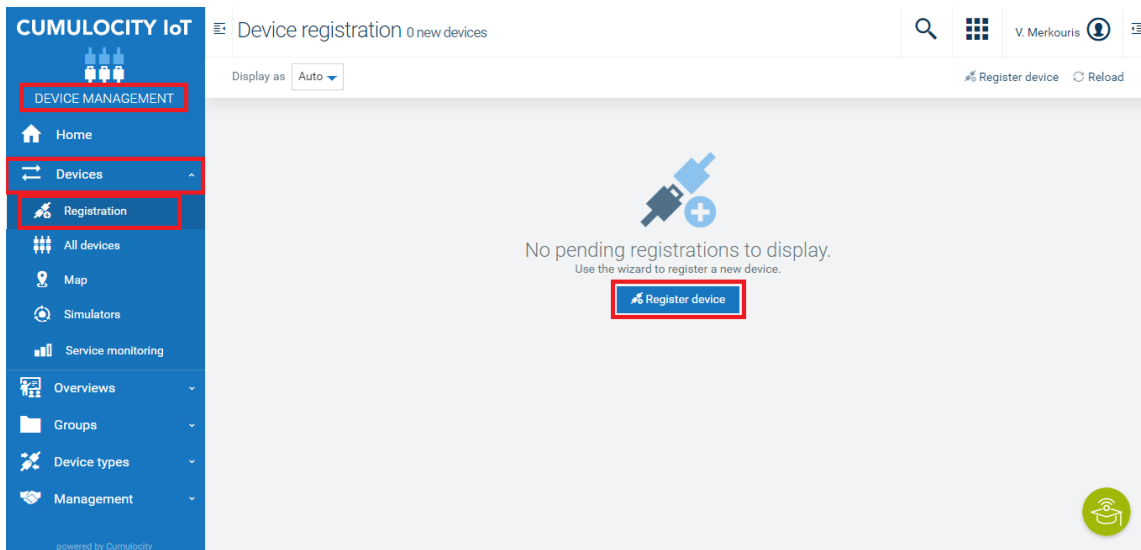 CUMULOCITY IoT
DEVICE MANAGEMENT
Home
Devices
Registration
All devices
Map
Simulators
Service monitoring
Overviews
Groups
Device types
Management
powered by Cumulocity
Device registration 0 new devices
V. Merkouris
Display as Auto
Register device Reload
No pending registrations to display.
Use the wizard to register a new device.
Register device